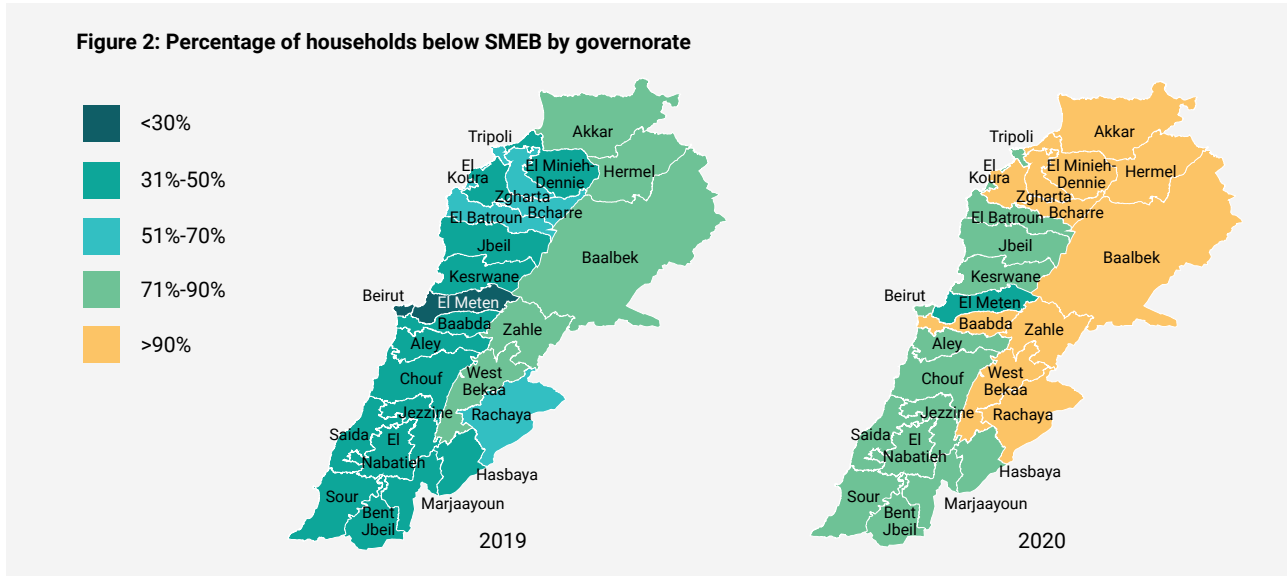 Figure 2: Percentage of households below SMEB by governorate
<30%
31%-50%
51%-70%
71%-90%
>90%
Akkar
Tripoli
El
Koura
El Minieh-
Dennie
Hermel
Zgharta
Bcharre
El Batroun
Jbeil
Baalbek
Kesrwane
Beirut
El Meten
Baabda
Zahle
Aley
Chouf
West
Bekaa
Jezzine
Rachaya
Saida
El
Nabatieh
Hasbaya
Sour
Marjaayoun
Bent
Jbeil
2019
Akkar
Tripoli
El
Koura
El Minieh-
Dennie
Hermel
Zgharta
Bcharre
El Batroun
Jbeil
Baalbek
Kesrwane
Beirut
El Meten
Baabda
Zahle
Aley
Chouf
West
Bekaa
Jezzine
Rachaya
Saida
El
Nabatieh
Hasbaya
Sour
Marjaayoun
Bent
Jbeil
2020